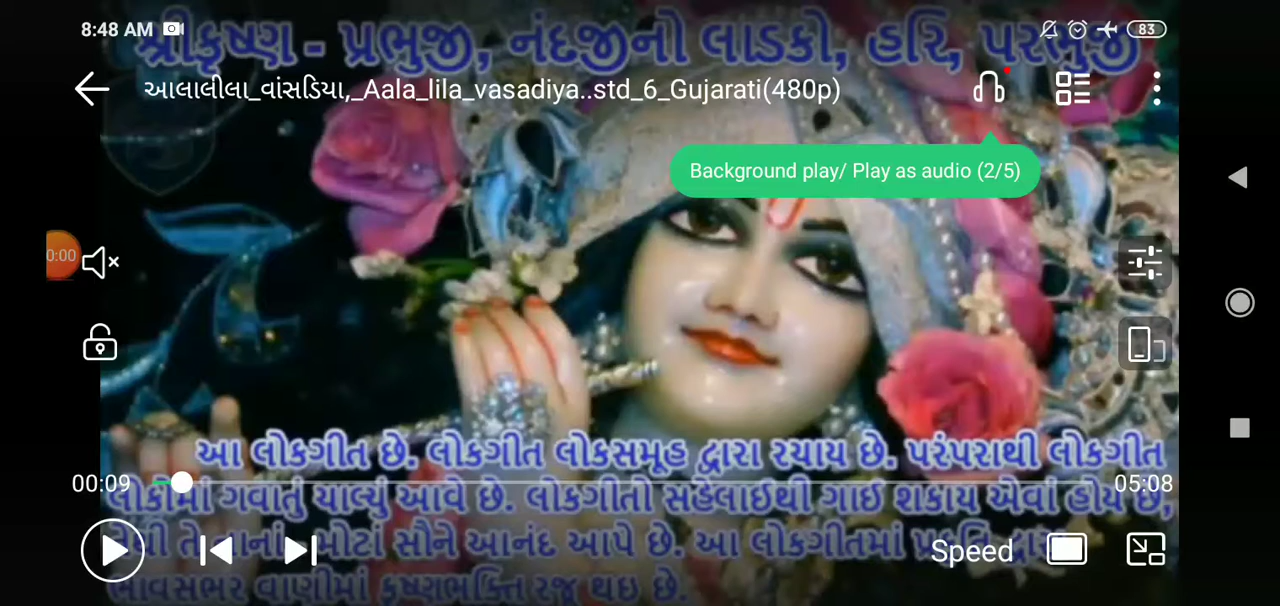 8:48 AM
83
શ્રીકૃષ્ણ - પ્રભુજી, નંદજીનો લાડકો, હરિ, પરભુજી
આલાલીલા_વાંસડિયા,_Aala_lila_vasadiya..std_6_Gujarati(480p)
Background play/ Play as audio (2/5)
0:00
આ લોકગીત છે. લોકગીત લોકસમૂહ દ્વારા રચાય છે. પરંપરાથી લોકગીત
00:09
05:08
લોકોમાં ગવાતું ચાલ્યું આવે છે. લોકગીતો સહેલાઈથી ગાઈ શકાય એવાં હોય છે,
તે નાનાં મોટાં સૌને આનંદ આપે છે. આ લોકગીતમાં
Speed
ભાવસભર વાણીમાં કૃષ્ણભક્તિ રજૂ થઇ છે.